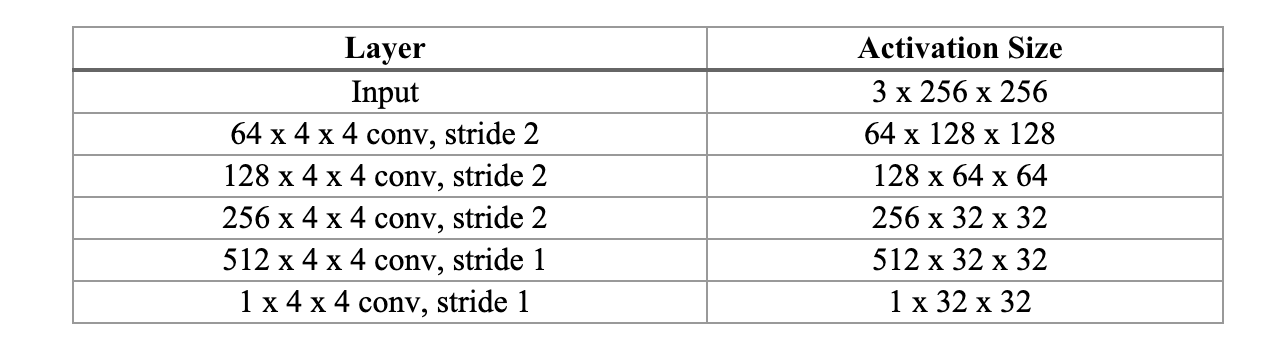 Layer Activation Size
Input 3 x 256 x 256
64 x 4 x 4 conv, stride 2 64 x 128 x 128
128 x 4 x 4 conv, stride 2 128 x 64 x 64
256 x 4 x 4 conv, stride 2 256 x 32 x 32
512 x 4 x 4 conv, stride 1 512 x 32 x 32
1 x 4 x 4 conv, stride 1 1 x 32 x 32